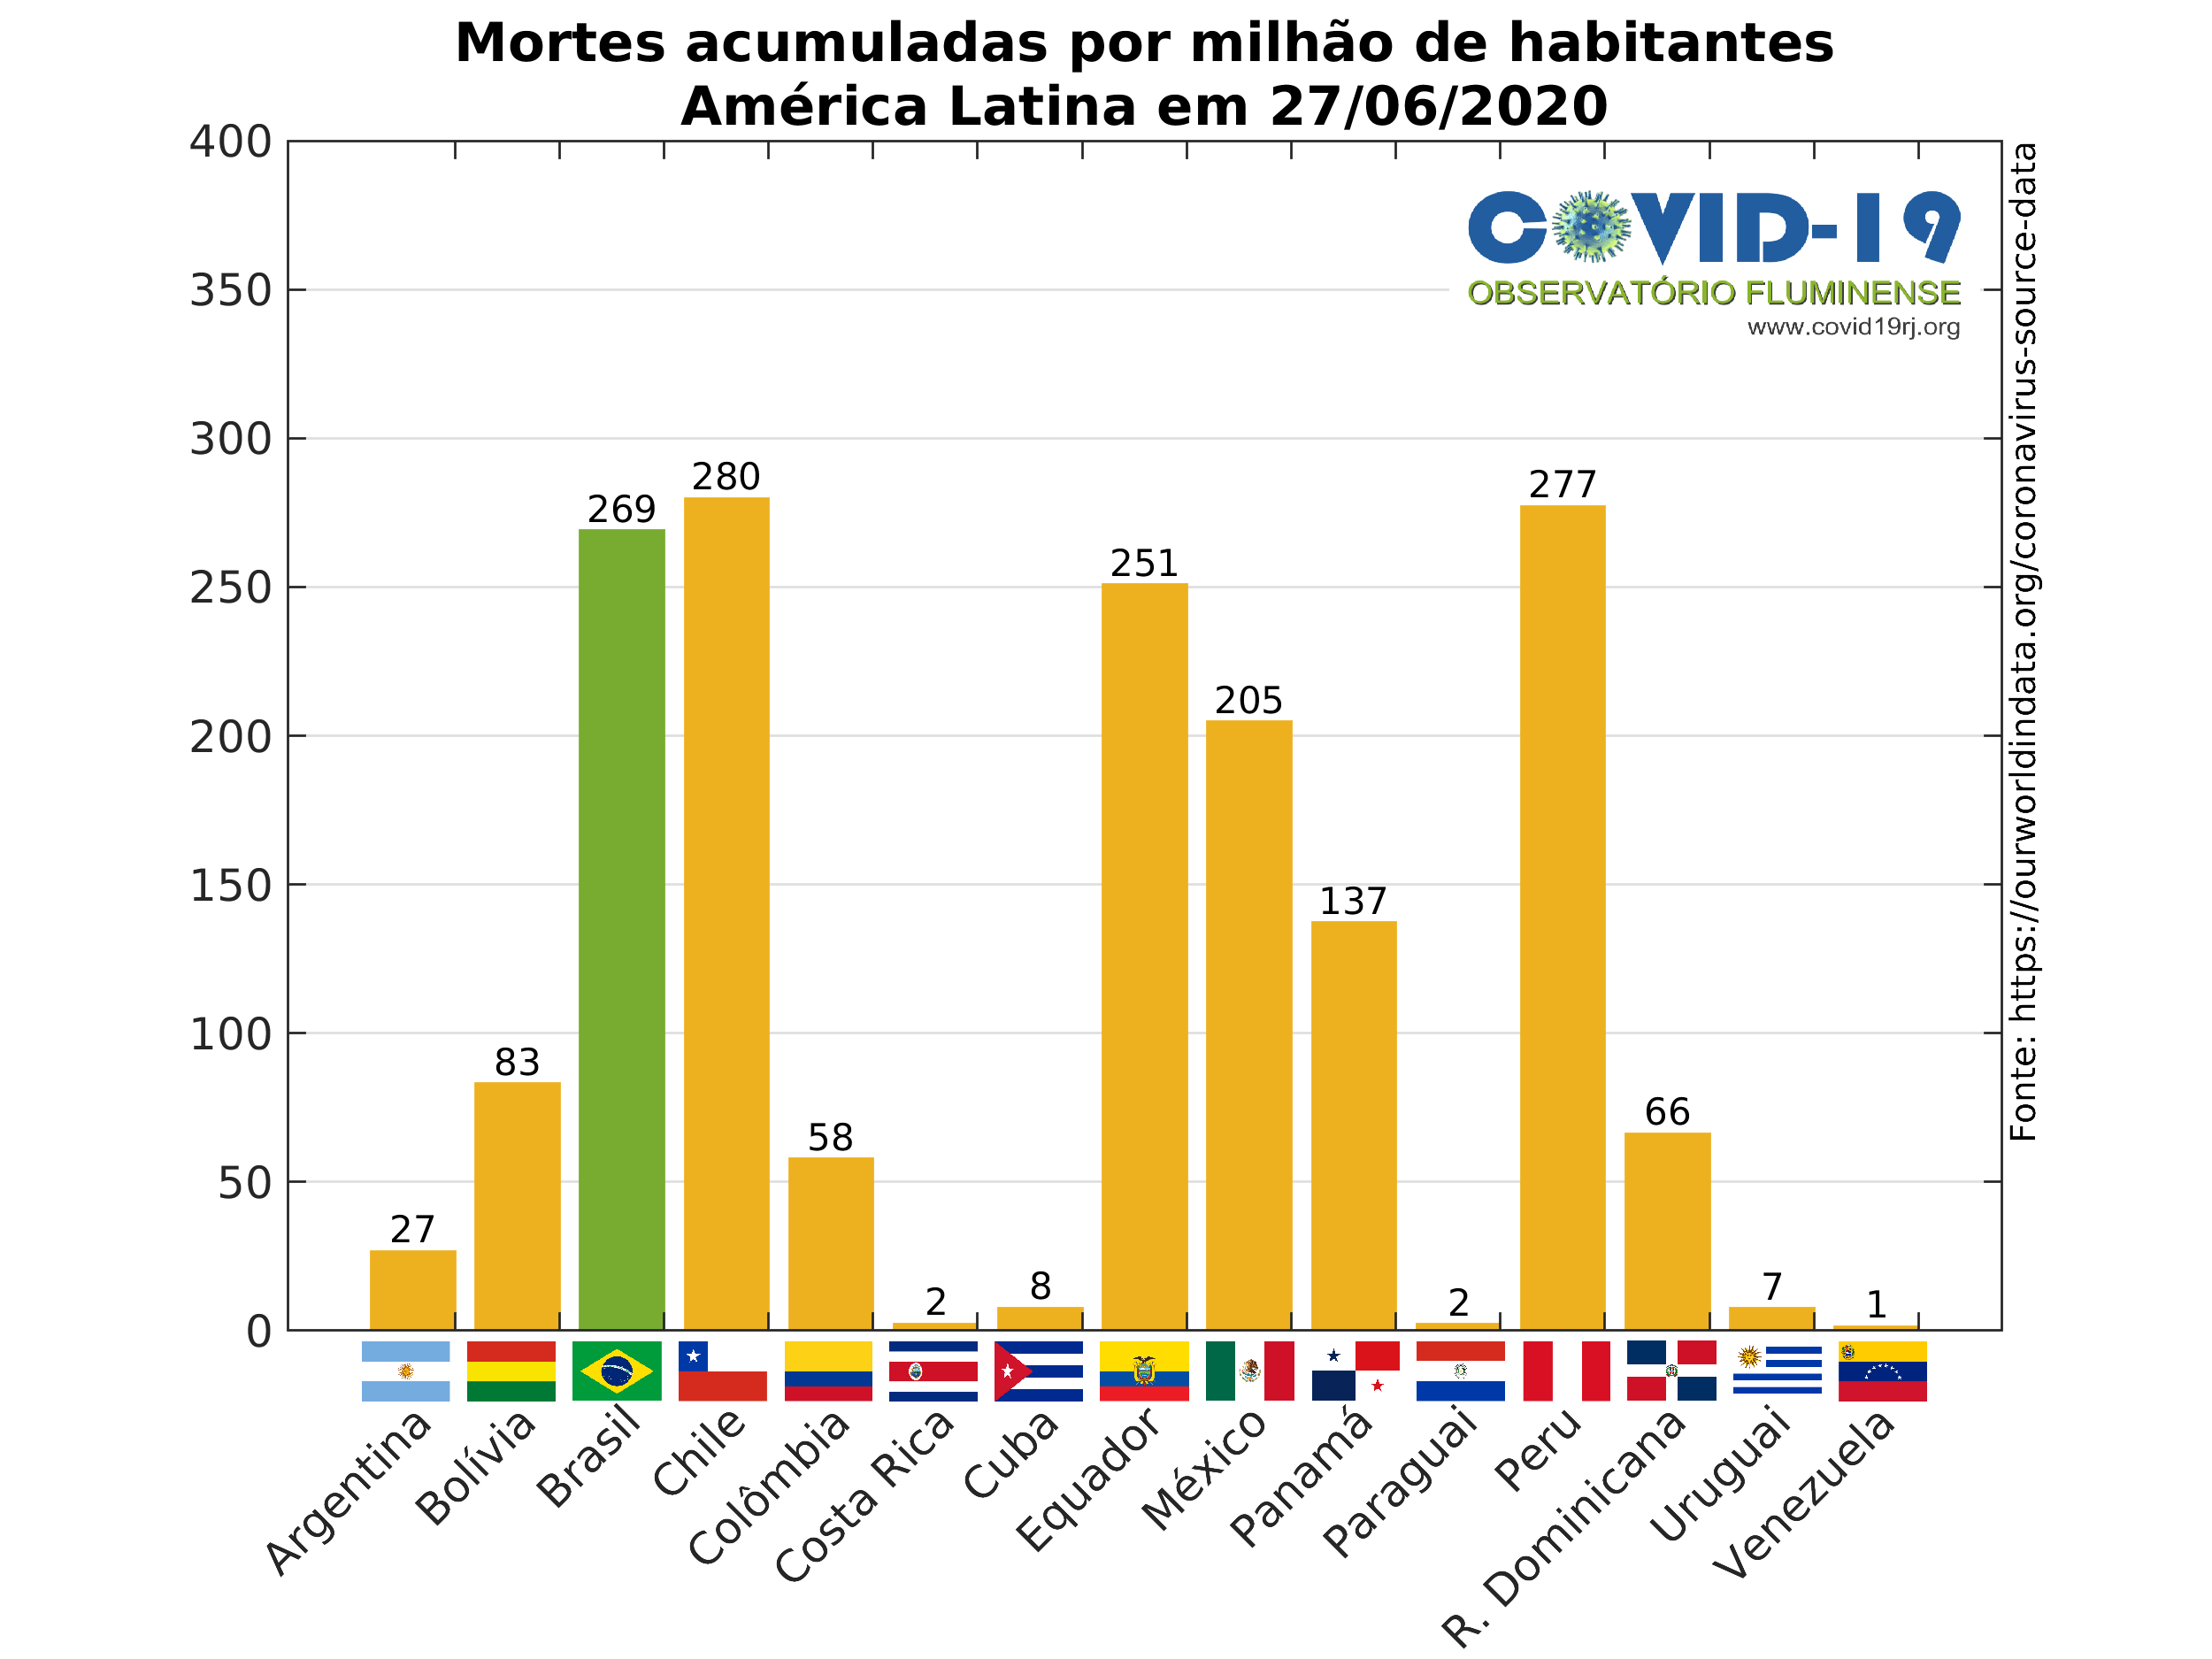 Mortes acumuladas por milhão de habitantes
América Latina em 27/06/2020
400
350
300
250
200
150
100
50
0
COVID-19
OBSERVATÓRIO FLUMINENSE
www.covid19rj.org
27
83
269
280
58
2
8
251
205
137
2
277
66
7
1
Argentina
Bolívia
Brasil
Chile
Colômbia
Costa Rica
Cuba
Equador
México
Panamá
Paraguai
Peru
R. Dominicana
Uruguai
Venezuela
Fonte: https://ourworldindata.org/coronavirus-source-data